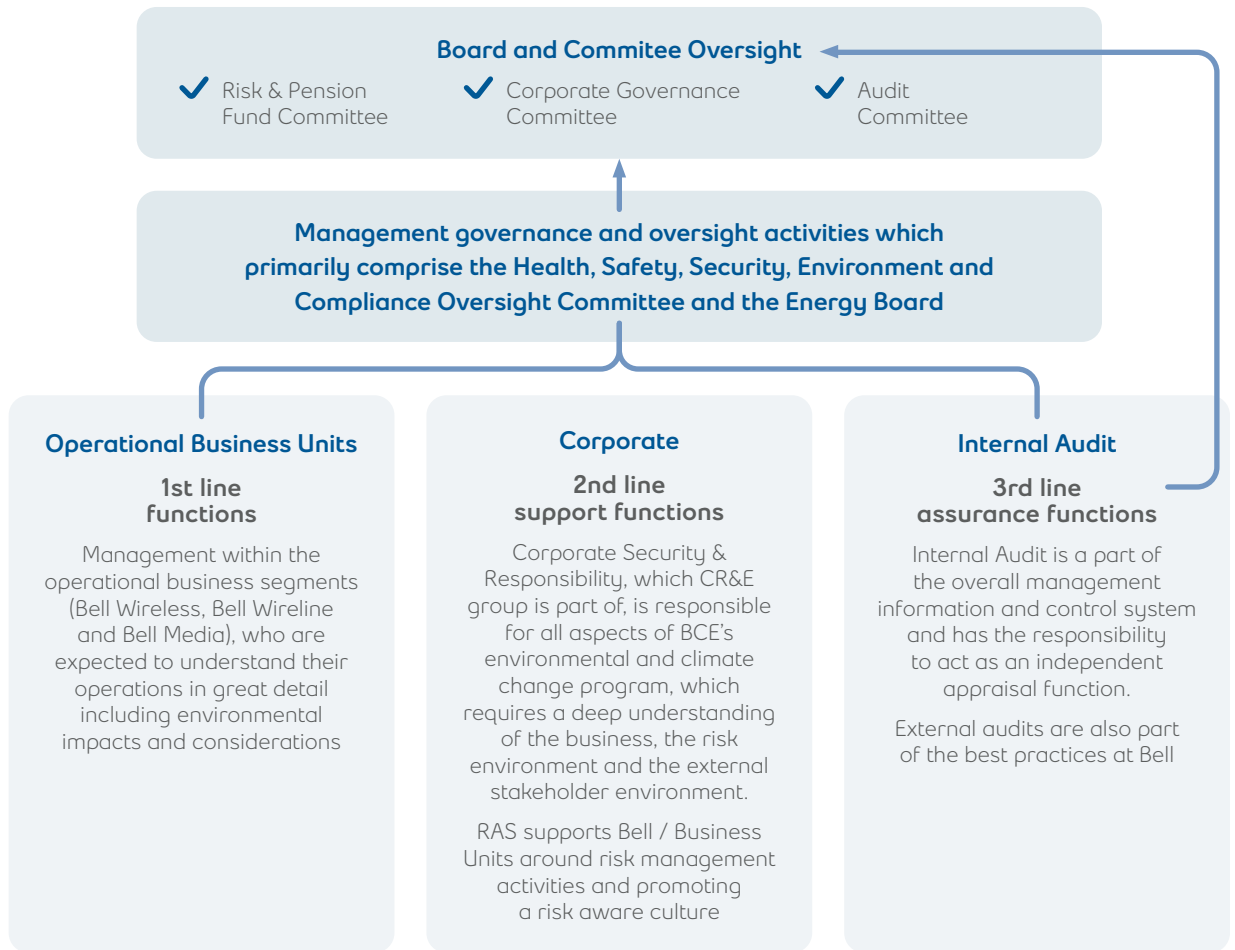 Board and Commitee Oversight
Risk & Pension
Fund Committee
Corporate Governance
Committee
Audit
Committee
Management governance and oversight activities which
primarily comprise the Health, Safety, Security, Environment and
Compliance Oversight Committee and the Energy Board
Operational Business Units
1st line
functions
Management within the
operational business segments
(Bell Wireless, Bell Wireline
and Bell Media), who are
expected to understand their
operations in great detail
including environmental
impacts and considerations
Corporate
2nd line
support functions
Corporate Security &
Responsibility, which CR&E
group is part of, is responsible
for all aspects of BCE's
environmental and climate
change program, which
requires a deep understanding
of the business, the risk
environment and the external
stakeholder environment.
RAS supports Bell / Business
Units around risk management
activities and promoting
a risk aware culture
Internal Audit
3rd line
assurance functions
Internal Audit is a part of
the overall management
information and control system
and has the responsibility
to act as an independent
appraisal function.
External audits are also part
of the best practices at Bell